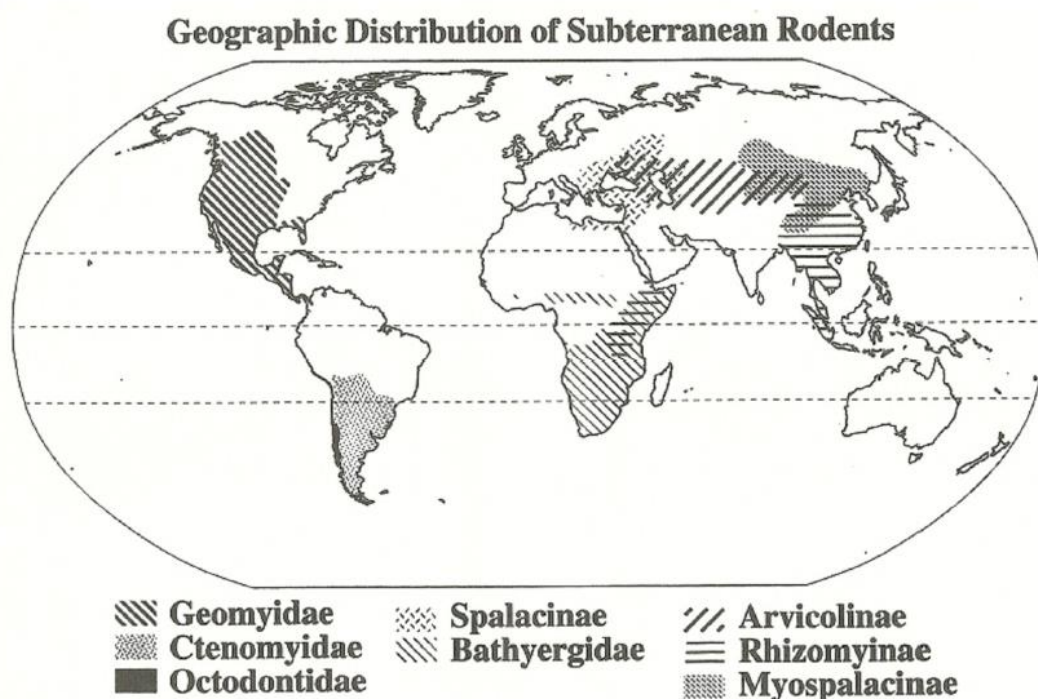 Geographic Distribution of Subterranean Rodents
Geomyidae
Ctenomyidae
Octodontidae
Spalacinae
Bathyergidae
Arvicolinae
Rhizomyinae
Myospalacinae